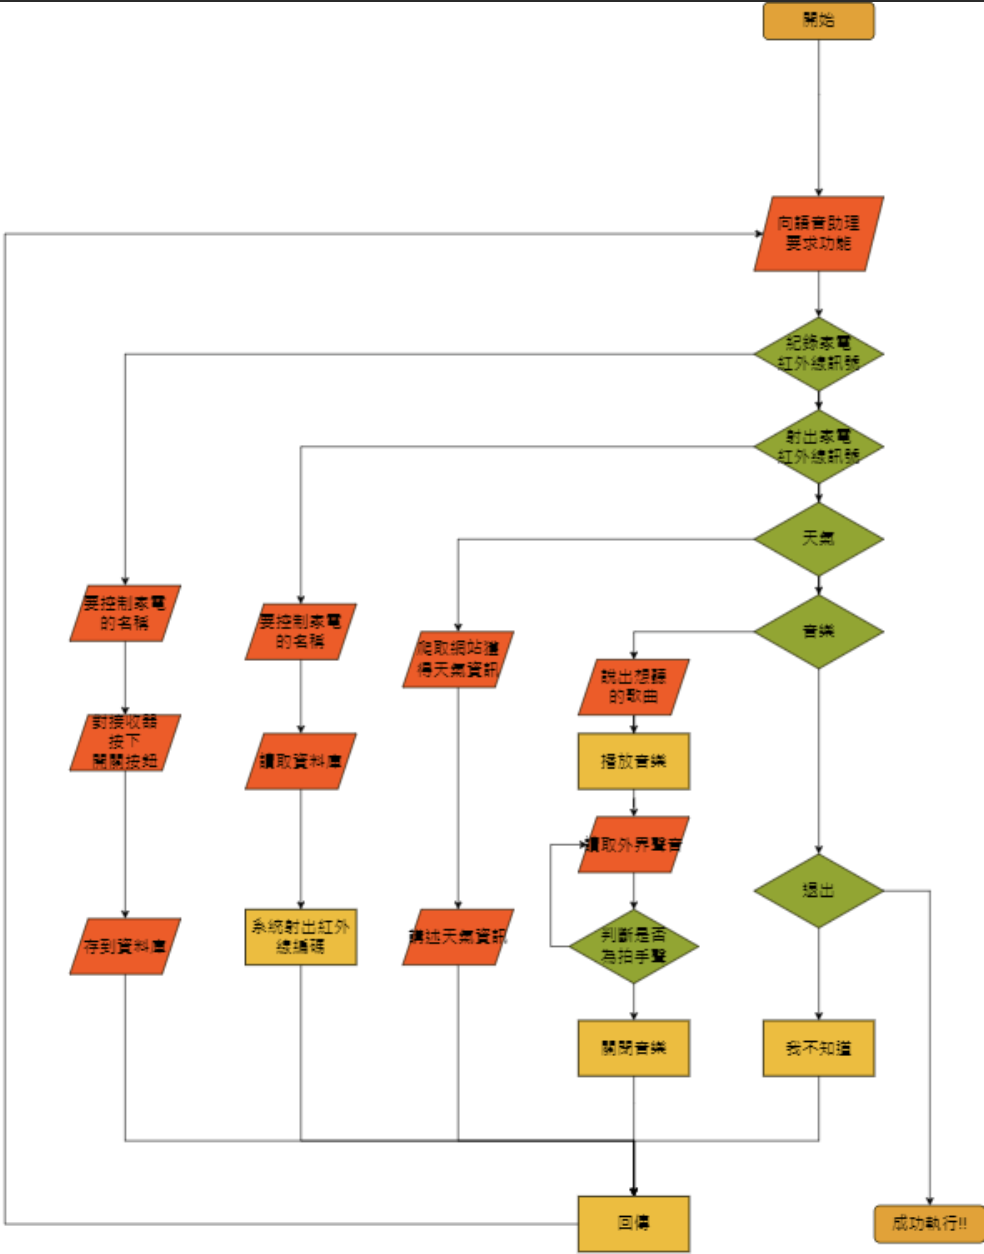 開始
向語音助理
要求功能
紀錄家電
紅外線訊號
射出家電
紅外線訊號
天氣
音樂
要控制家電
的名稱
對接收器
按下
開關按鈕
存到資料庫
要控制家電
的名稱
讀取資料庫
系統射出紅外
線編碼
爬取網站獲
得天氣資訊
講述天氣資訊
說出想聽
的歌曲
播放音樂
讀取外界聲音
判斷是否
為拍手聲
關閉音樂
退出
我不知道
回傳
成功執行!!